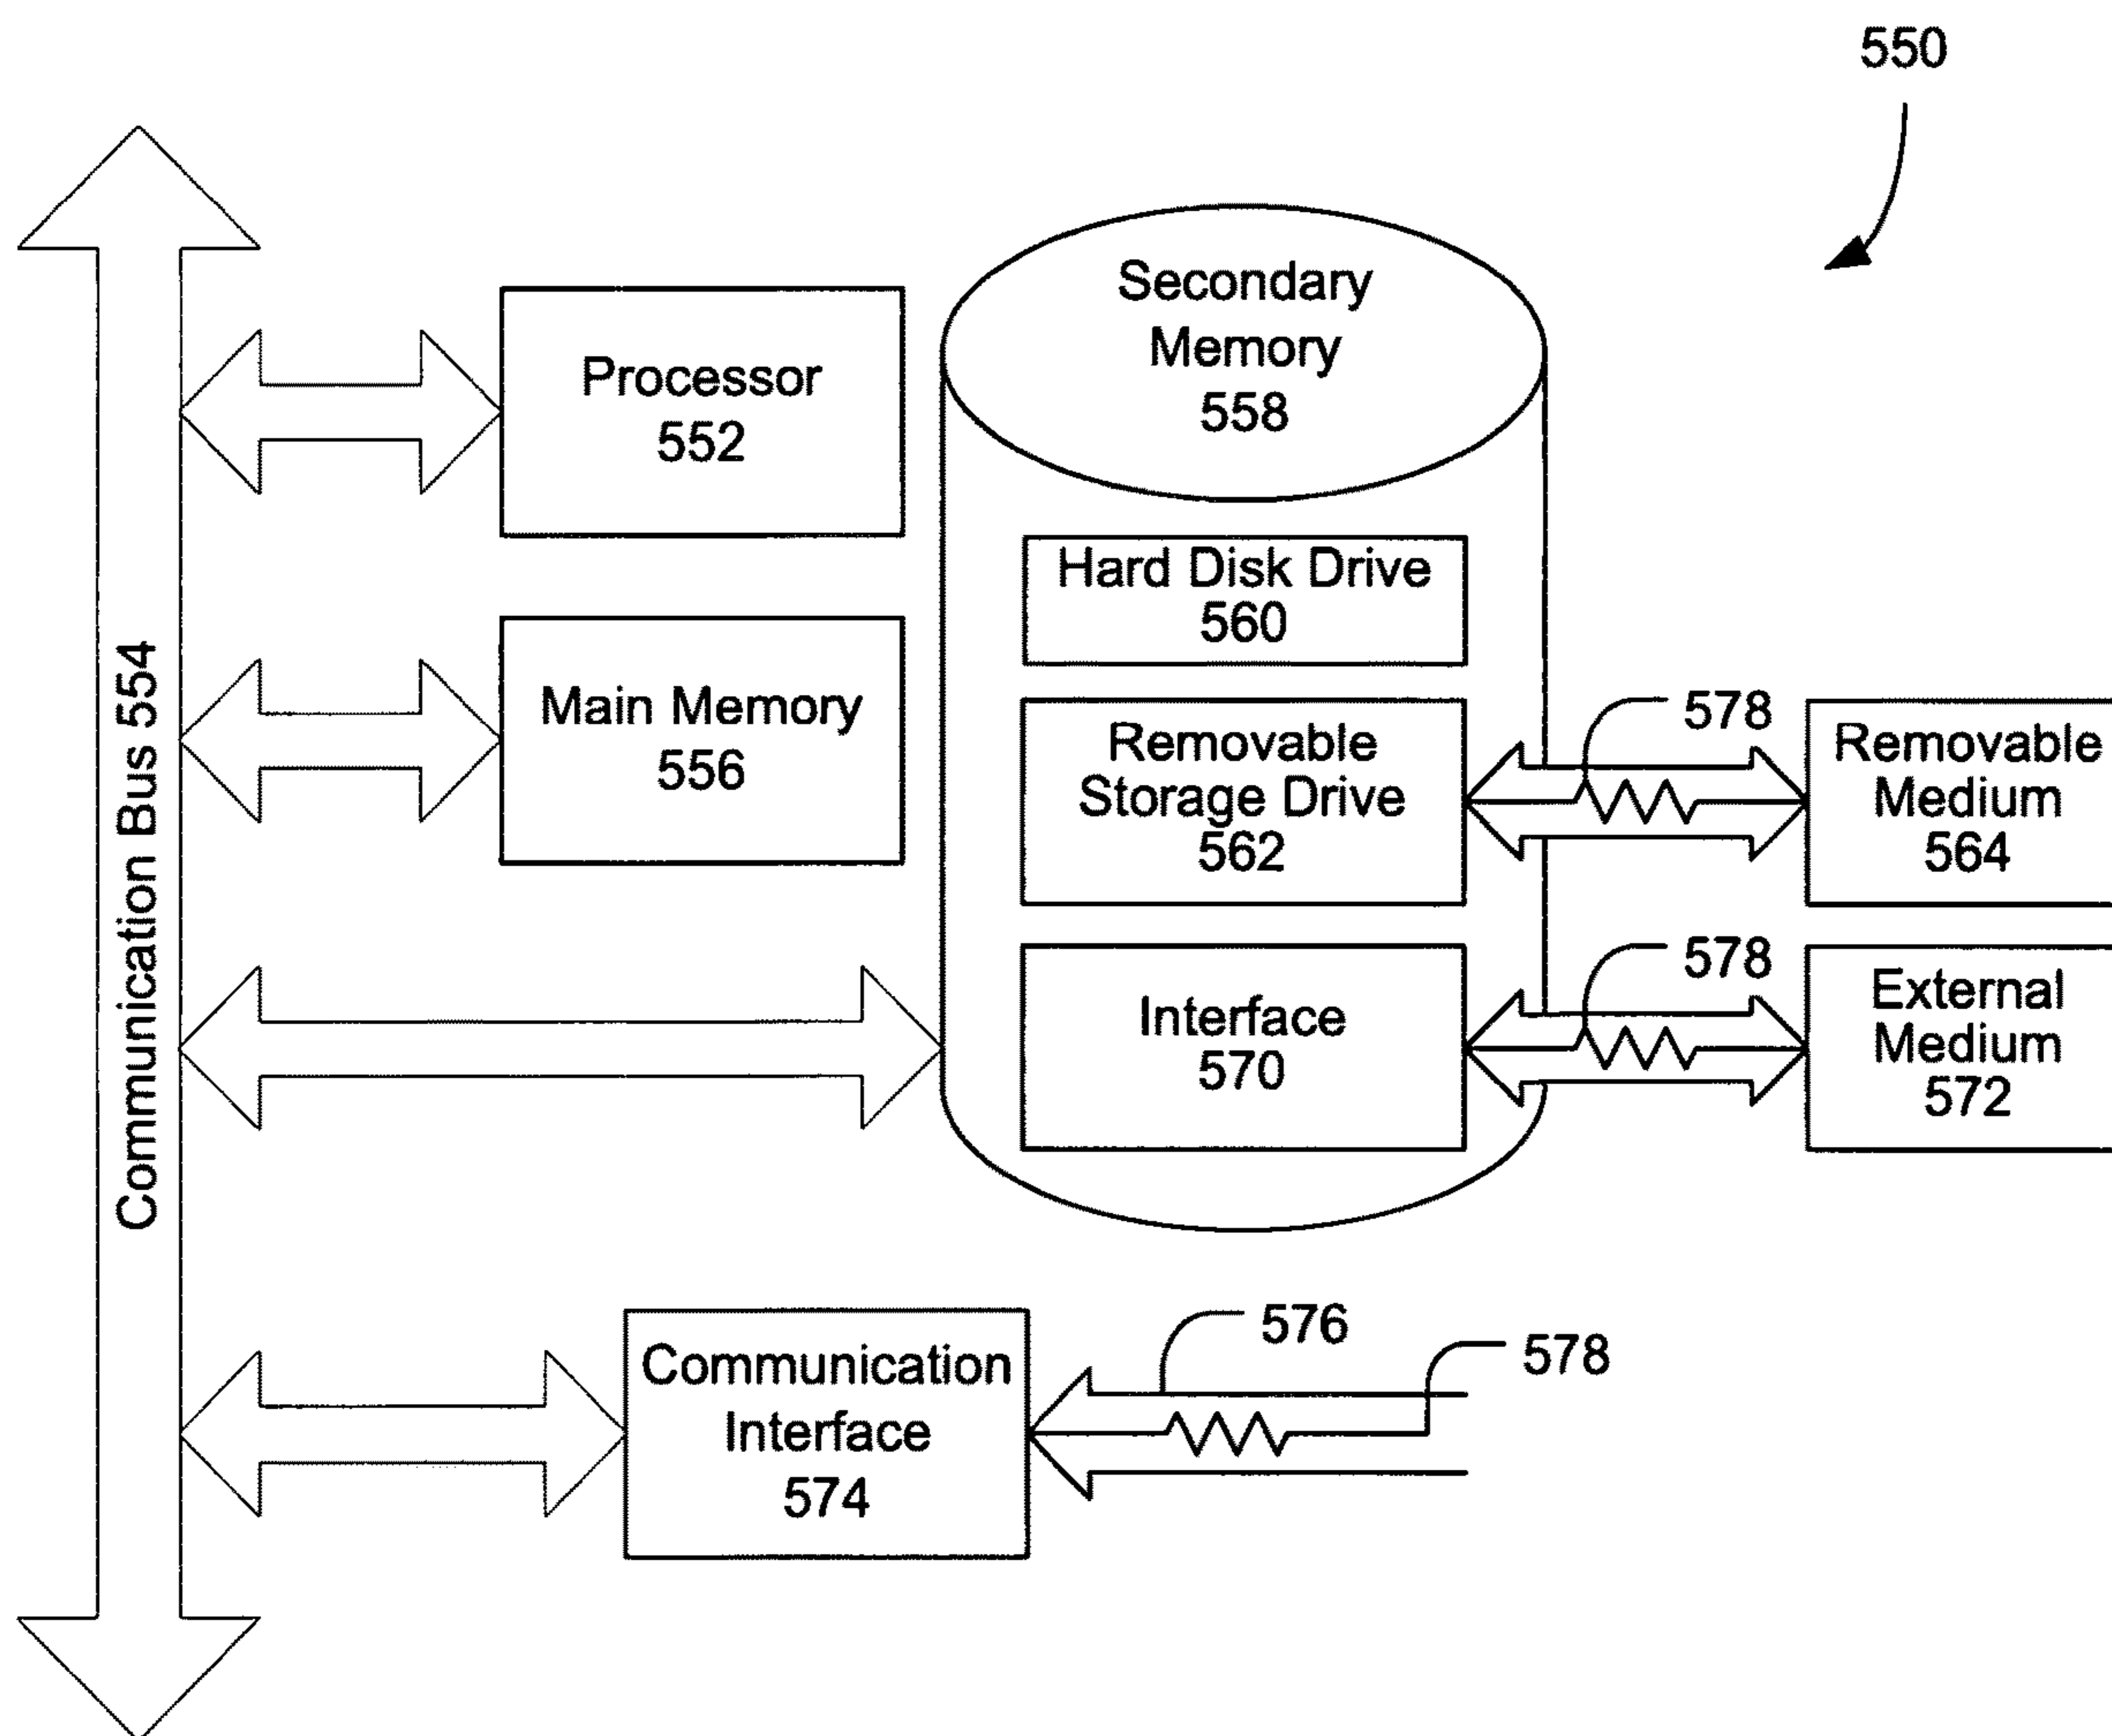 550
Communication Bus 554
Processor
552
Main Memory
556
Secondary
Memory
558
Hard Disk Drive
560
Removable
Storage Drive
562
578
Removable
Medium
564
Interface
570
578
External
Medium
572
Communication
Interface
574
576
578